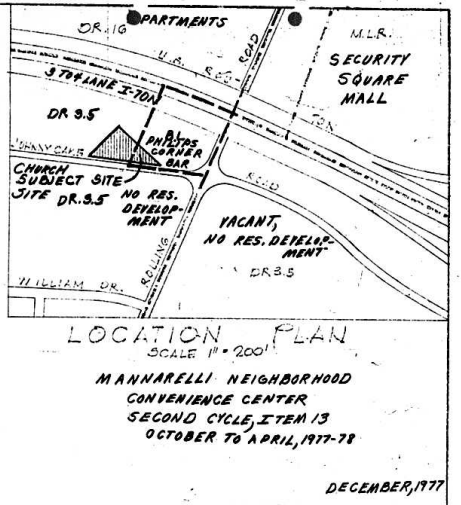 DR. 16
APARTMENTS
ROAD
M.L.R.
SECURITY
SQUARE
MALL
3 TO 4 LANE I-70N
70N
DR 3.5
BL
PHILLIPS
CORNER
BAR
JOHNNY CAKE
ROAD
CHURCH
SITE
SUBJECT SITE
DR.3.5
NO RES.
DEVELOP-
MENT
VACANT,
NO RES. DEVELOP-
MENT
DR3.5
ROLLING
WILLIAM DR.
LOCATION PLAN
SCALE 1" = 200'
MANNARELLI NEIGHBORHOOD
CONVENIENCE CENTER
SECOND CYCLE, ITEM 13
OCTOBER TO APRIL, 1977-78
DECEMBER, 1977